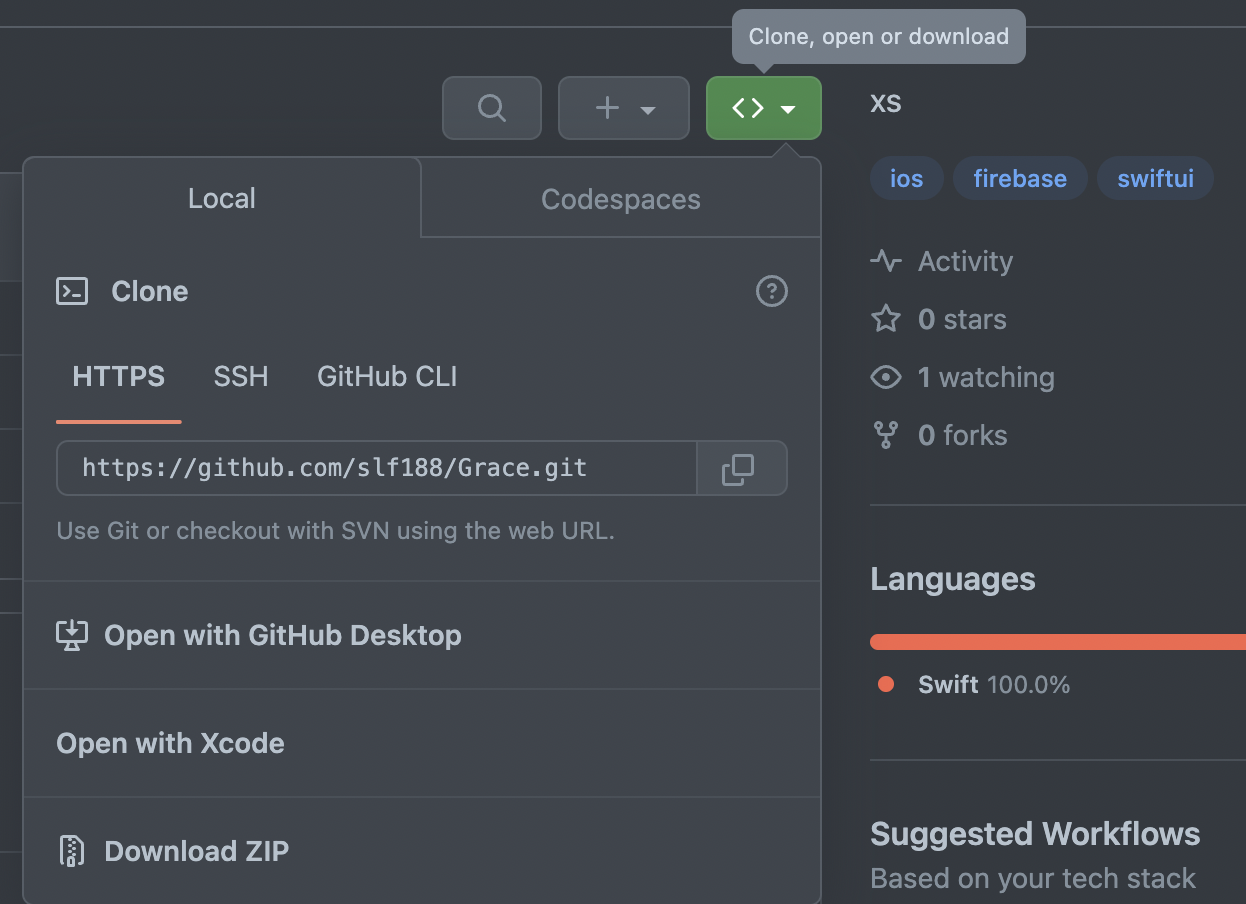 Clone, open or download
XS
ios firebase swiftui
Local Codespaces
Clone
HTTPS SSH GitHub CLI
https://github.com/slf188/Grace.git
Use Git or checkout with SVN using the web URL.
Open with GitHub Desktop
Open with Xcode
Download ZIP
Activity
0 stars
1 watching
0 forks
Languages
Swift 100.0%
Suggested Workflows
Based on your tech stack